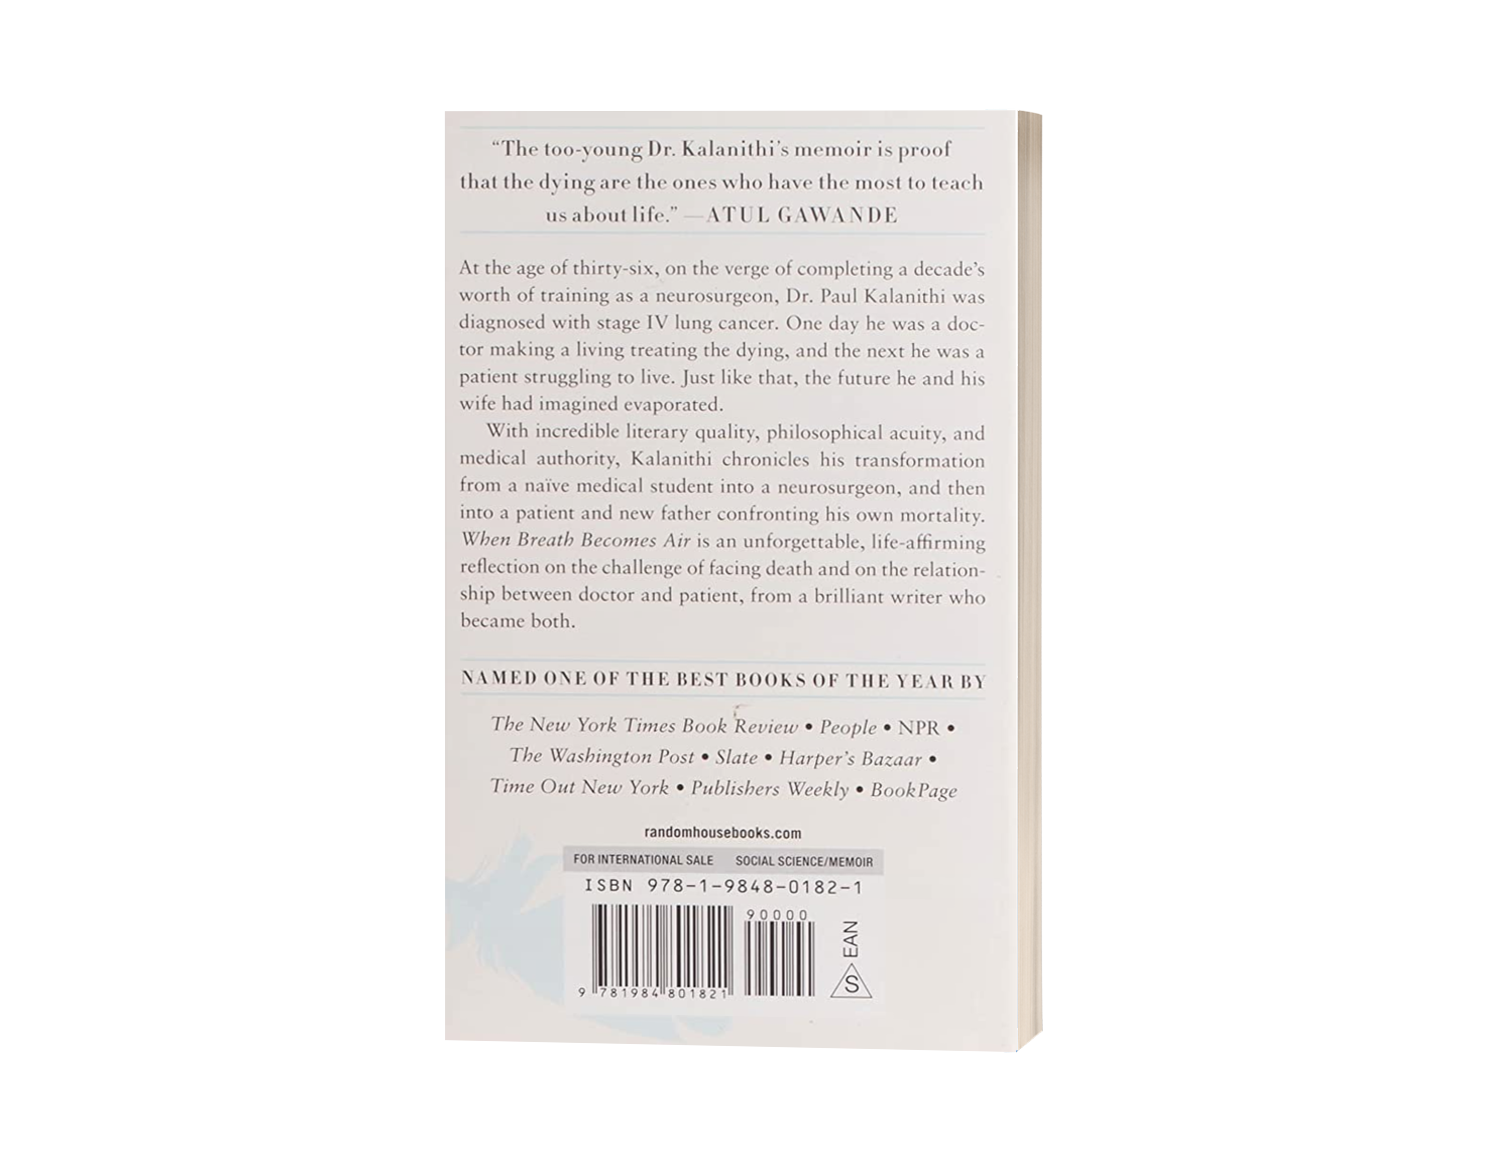 “The too-young Dr. Kalanithi’s memoir is proof
that the dying are the ones who have the most to teach
us about life.” —ATUL GAWANDE
At the age of thirty-six, on the verge of completing a decade’s
worth of training as a neurosurgeon, Dr. Paul Kalanithi was
diagnosed with stage IV lung cancer. One day he was a doc-
tor making a living treating the dying, and the next he was a
patient struggling to live. Just like that, the future he and his
wife had imagined evaporated.
With incredible literary quality, philosophical acuity, and
medical authority, Kalanithi chronicles his transformation
from a naïve medical student into a neurosurgeon, and then
into a patient and new father confronting his own mortality.
When Breath Becomes Air is an unforgettable, life-affirming
reflection on the challenge of facing death and on the relation-
ship between doctor and patient, from a brilliant writer who
became both.
NAMED ONE OF THE BEST BOOKS OF THE YEAR BY
The New York Times Book Review • People • NPR •
The Washington Post • Slate • Harper’s Bazaar •
Time Out New York • Publishers Weekly • BookPage
randomhousebooks.com
FOR INTERNATIONAL SALE SOCIAL SCIENCE/MEMOIR
ISBN 978-1-9848-0182-1
90000
9 781984 801821
S EAN